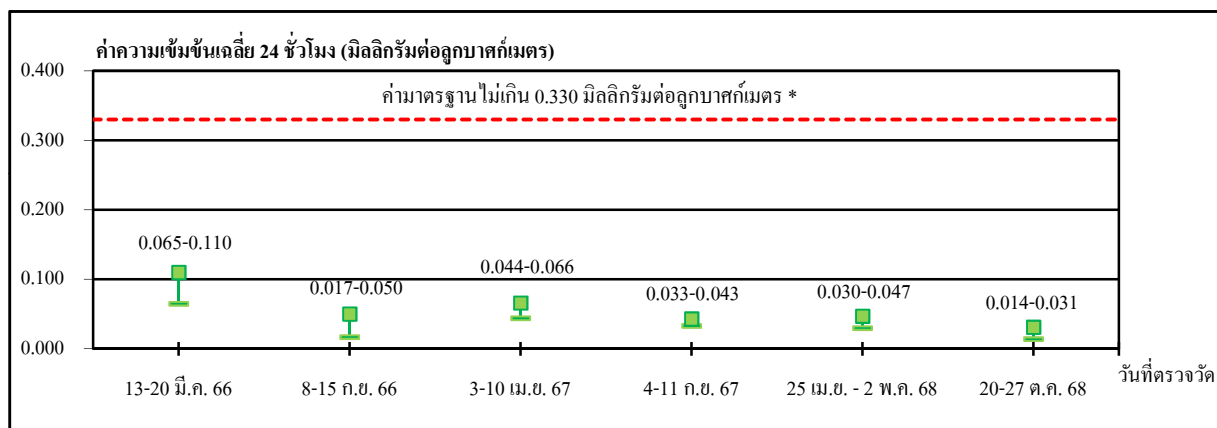 ค่าความเข้มข้นเฉลี่ย 24 ชั่วโมง (มิลลิกรัมต่อลูกบาศก์เมตร)
0.400
ค่ามาตรฐานไม่เกิน 0.330 มิลลิกรัมต่อลูกบาศก์เมตร *
0.300
0.200
0.065-0.110
0.017-0.050
0.044-0.066
0.033-0.043
0.030-0.047
0.014-0.031
0.100
0.000
13-20 มี.ค. 66
8-15 ก.ย. 66
3-10 เม.ย. 67
4-11 ก.ย. 67
25 เม.ย. - 2 พ.ค. 68
20-27 ต.ค. 68
วันที่ตรวจวัด